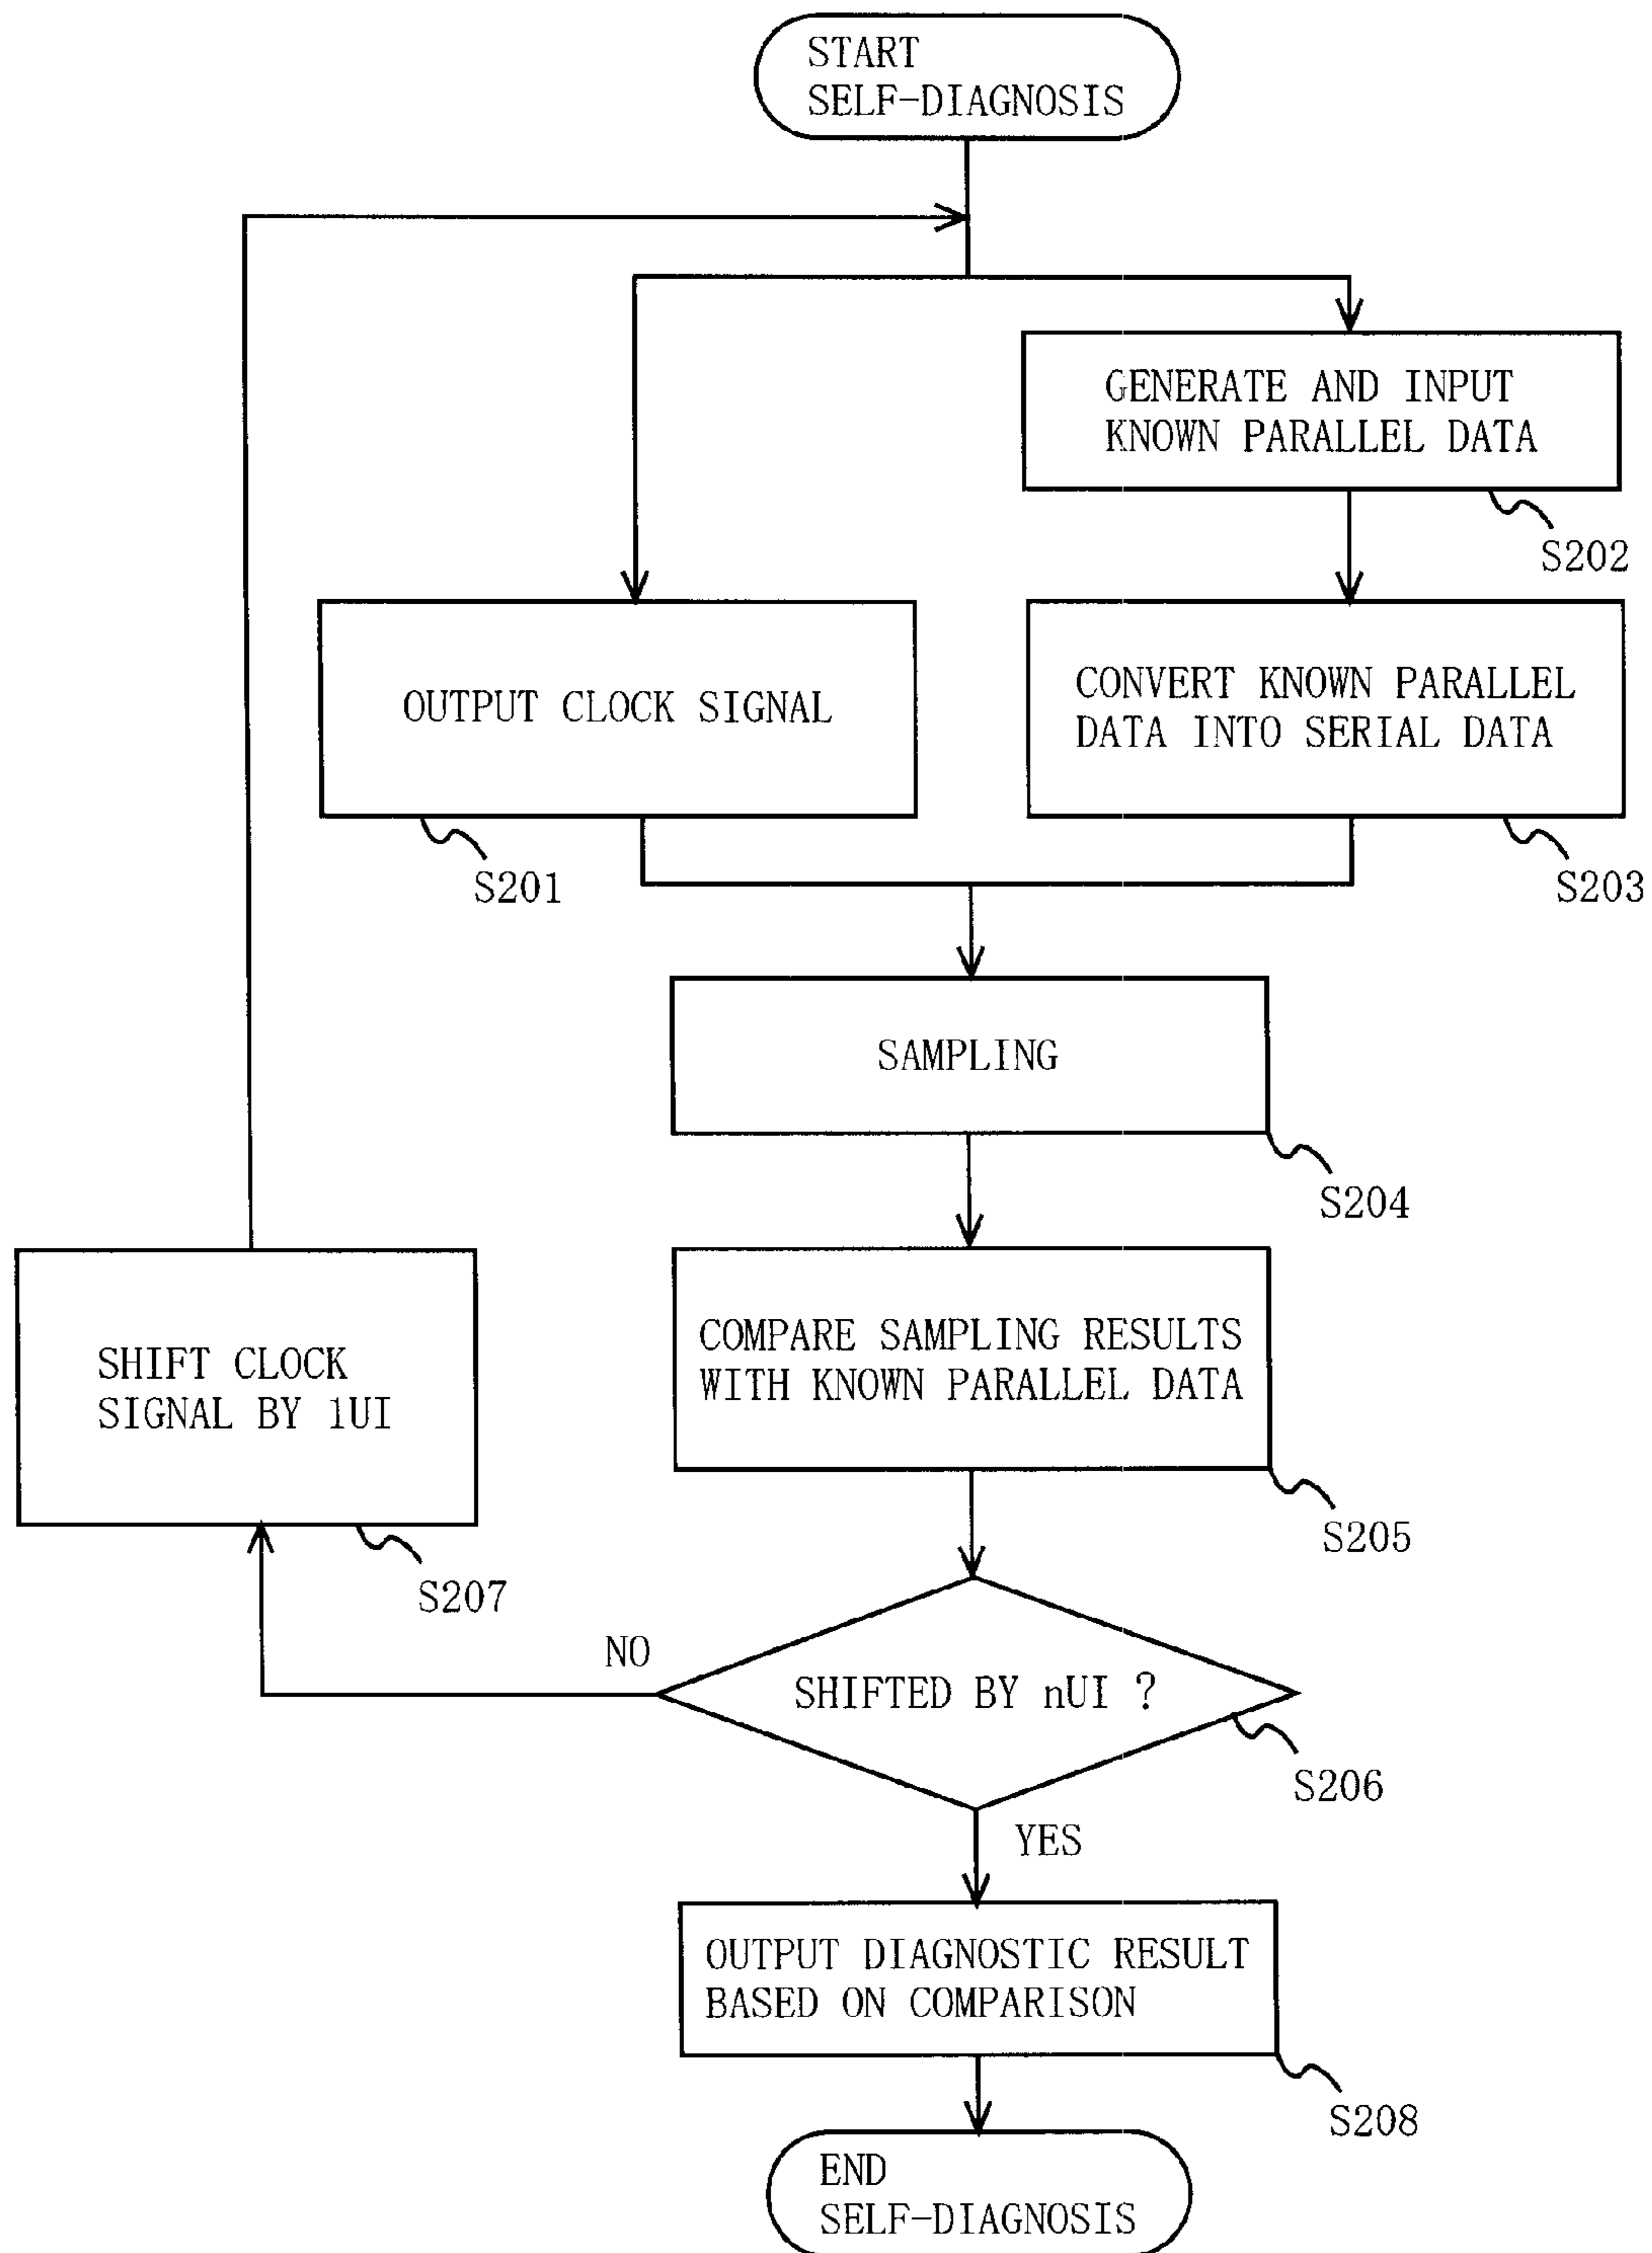 START
SELF-DIAGNOSIS
GENERATE AND INPUT
KNOWN PARALLEL DATA
S202
OUTPUT CLOCK SIGNAL
S201
CONVERT KNOWN PARALLEL
DATA INTO SERIAL DATA
S203
SAMPLING
S204
COMPARE SAMPLING RESULTS
WITH KNOWN PARALLEL DATA
S205
SHIFT CLOCK
SIGNAL BY 1UI
S207
NO
SHIFTED BY nUI ?
S206
YES
OUTPUT DIAGNOSTIC RESULT
BASED ON COMPARISON
S208
END
SELF-DIAGNOSIS